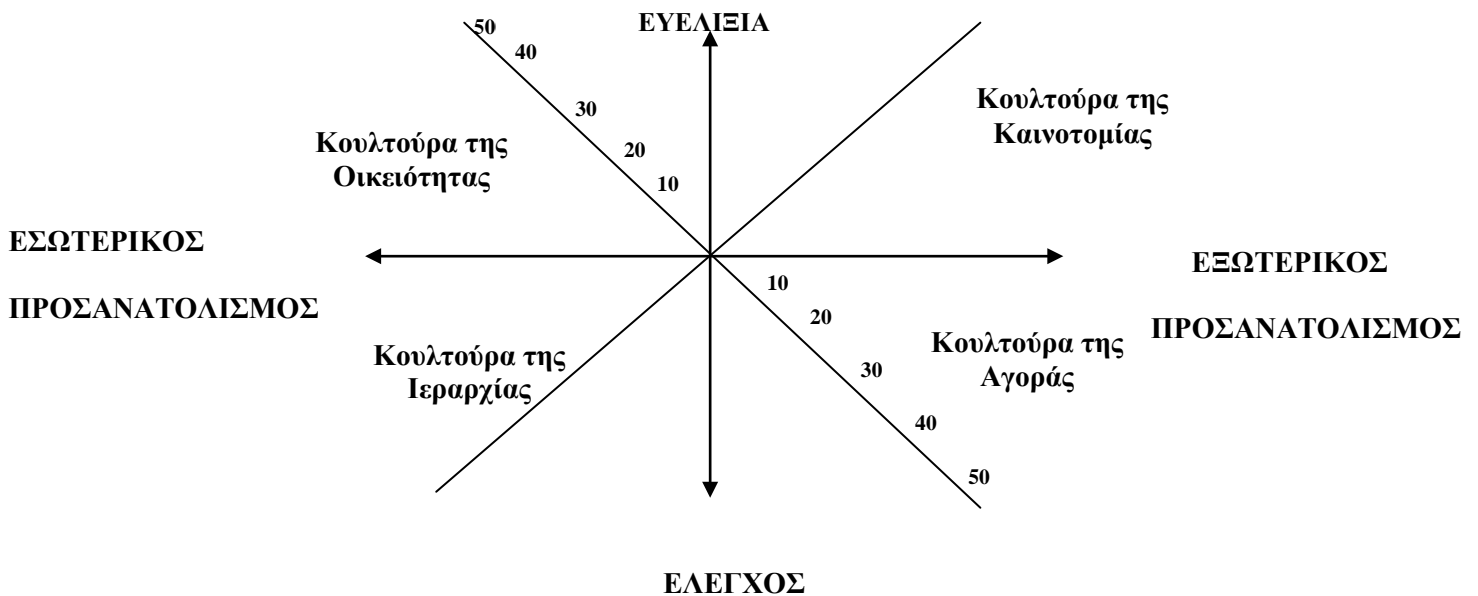 ΕΥΕΛΙΞΙΑ
50
40
30
20
10
Κουλτούρα της
Οικειότητας
Κουλτούρα της
Καινοτομίας
ΕΣΩΤΕΡΙΚΟΣ
ΠΡΟΣΑΝΑΤΟΛΙΣΜΟΣ
ΕΞΩΤΕΡΙΚΟΣ
ΠΡΟΣΑΝΑΤΟΛΙΣΜΟΣ
Κουλτούρα της
Ιεραρχίας
10
20
30
40
50
Κουλτούρα της
Αγοράς
ΕΛΕΓΧΟΣ